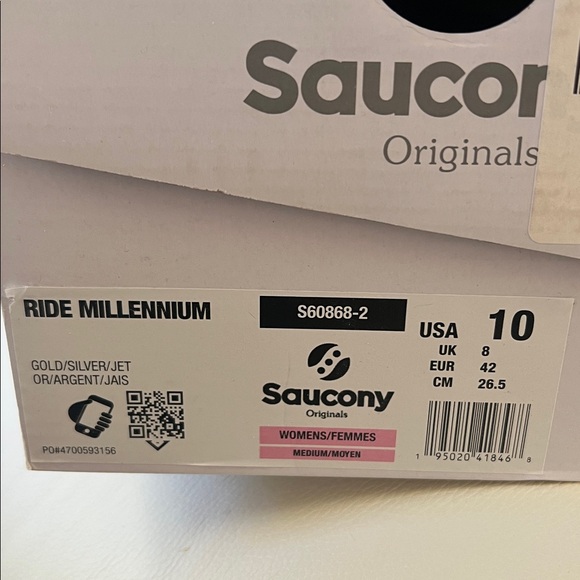 Saucon
Originals
RIDE MILLENNIUM
S60868-2
GOLD/SILVER/JET
OR/ARGENT/JAIS
PO#4700593156
Saucony
Originals
WOMENS/FEMMES
MEDIUM/MOYEN
USA 10
UK 8
EUR 42
CM 26.5
1 95020 41846 8